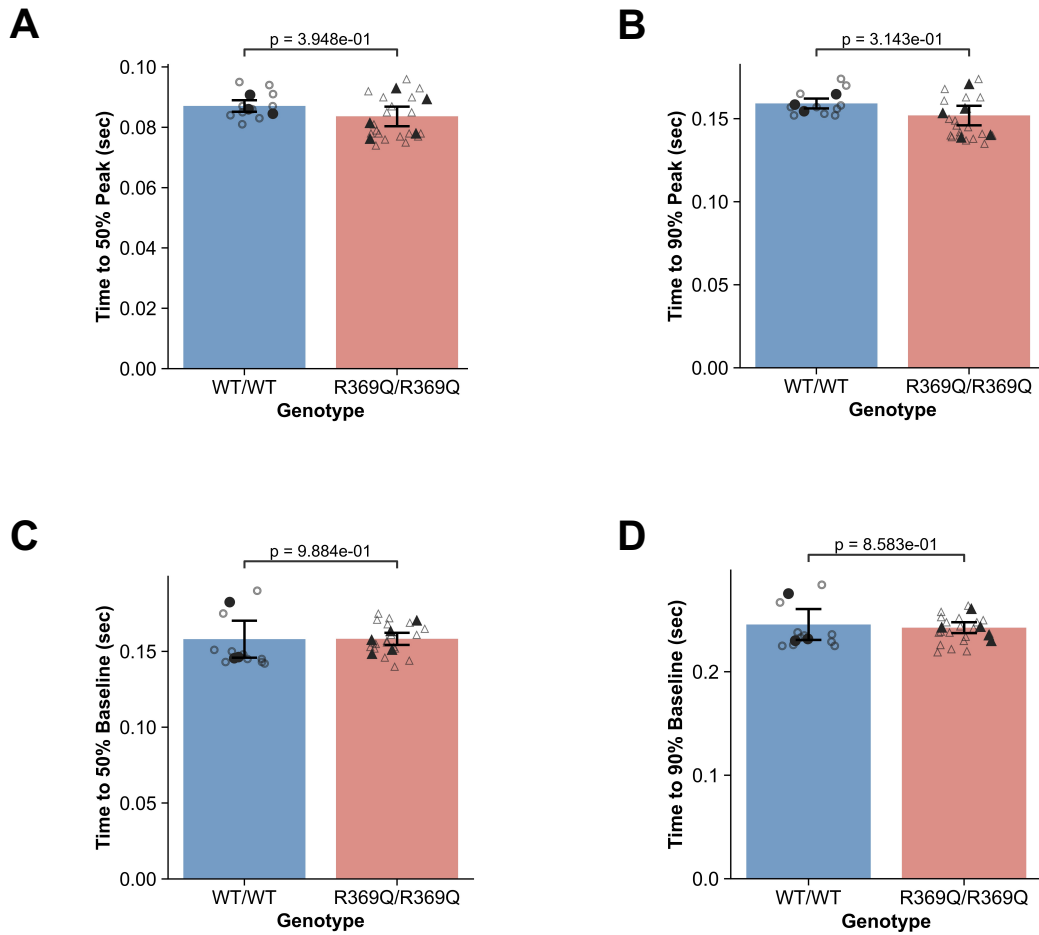 A
p = 3.948e-01
Time to 50% Peak (sec)
0.10
0.08
0.06
0.04
0.02
0.00
WT/WT
R369Q/R369Q
Genotype
B
p = 3.143e-01
Time to 90% Peak (sec)
0.15
0.10
0.05
0.00
WT/WT
R369Q/R369Q
Genotype
C
p = 9.884e-01
Time to 50% Baseline (sec)
0.15
0.10
0.05
0.00
WT/WT
R369Q/R369Q
Genotype
D
p = 8.583e-01
Time to 90% Baseline (sec)
0.2
0.1
0.0
WT/WT
R369Q/R369Q
Genotype